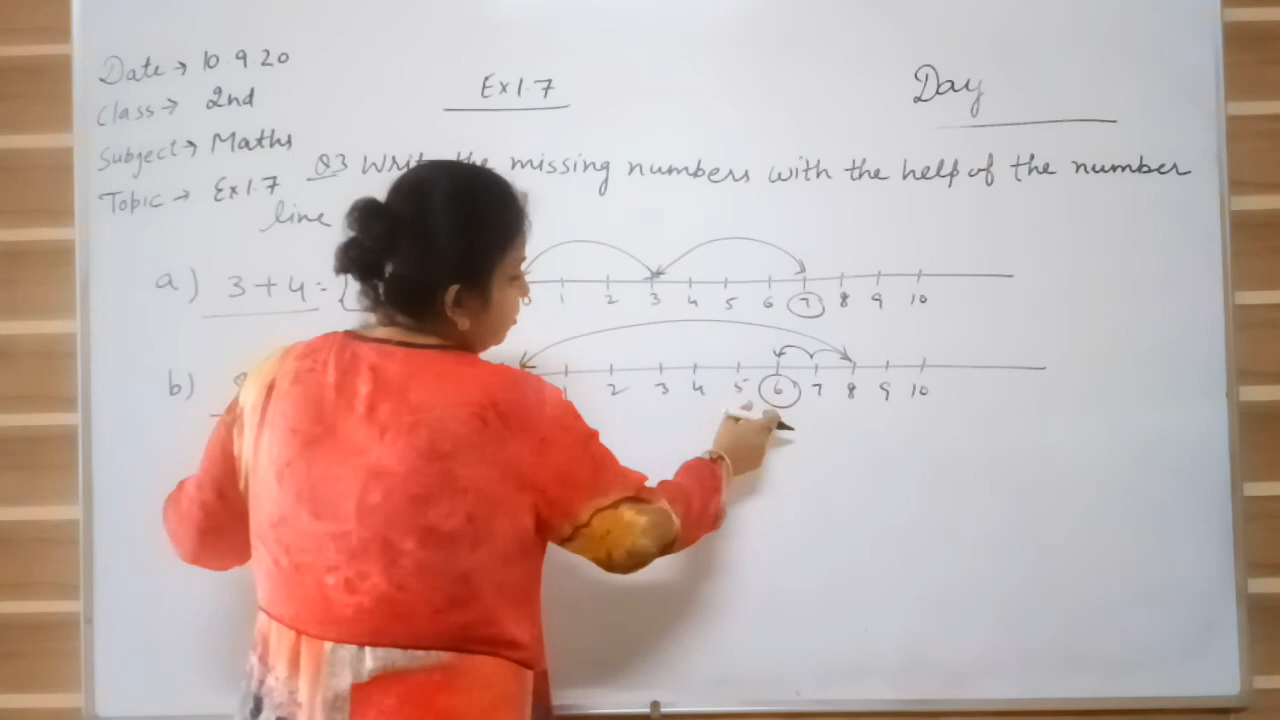 Date → 10.9.20
Class → 2nd
Subject → Maths
Topic → Ex 1.7
Ex 1.7
Day
Q3 Write the missing numbers with the help of the number
line
a) 3+4=
1 2 3 4 5 6 7 8 9 10
b) 8
1 2 3 4 5 6 7 8 9 10